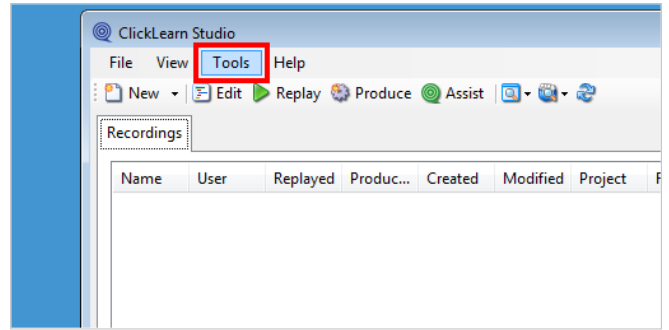 ClickLearn Studio
File View Tools Help
New Edit Replay Produce Assist
Recordings
Name User Replayed Produc... Created Modified Project